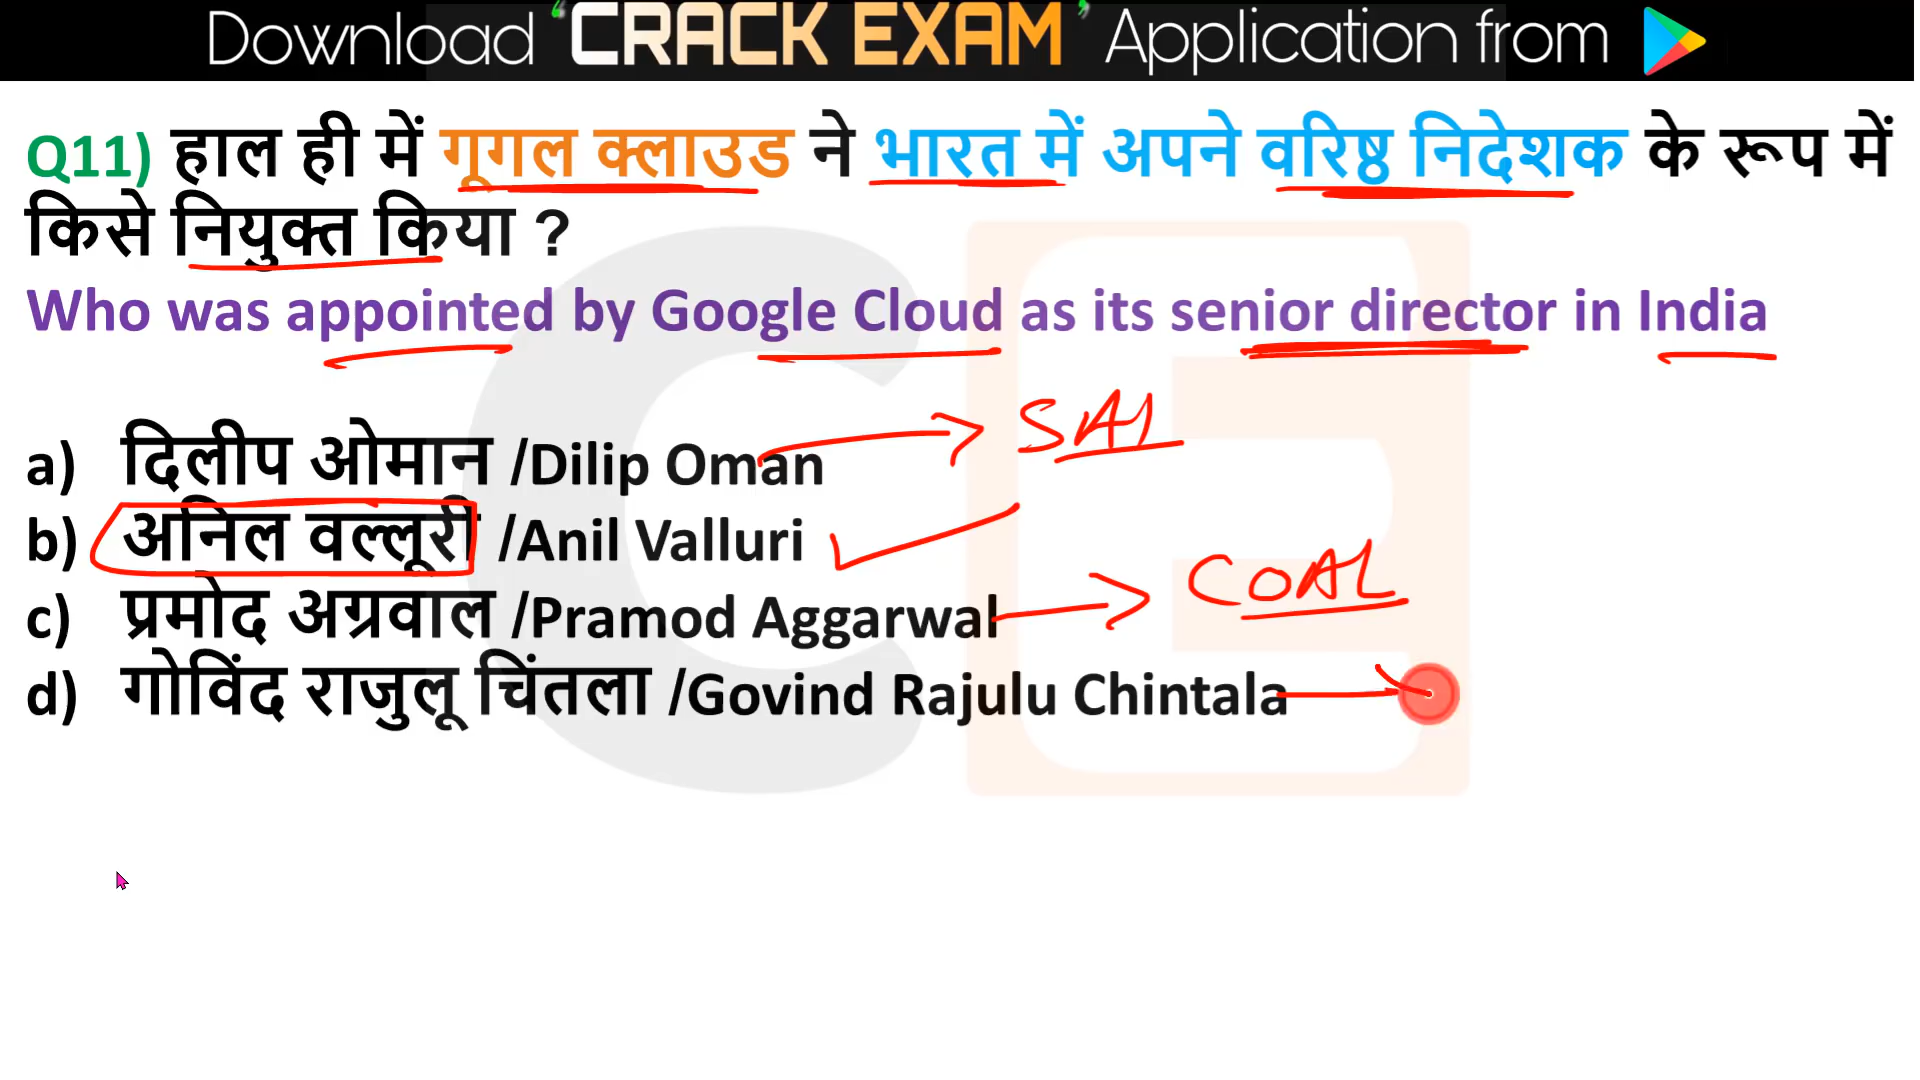 Download ‘CRACK EXAM’ Application from
Q11) हाल ही में गूगल क्लाउड ने भारत में अपने वरिष्ठ निदेशक के रूप में
किसे नियुक्त किया ?
Who was appointed by Google Cloud as its senior director in India
SAI
a) दिलीप ओमान /Dilip Oman
b) अनिल वल्लूरी /Anil Valluri
COAL
c) प्रमोद अग्रवाल /Pramod Aggarwal
d) गोविंद राजुलू चिंतला /Govind Rajulu Chintala
CE